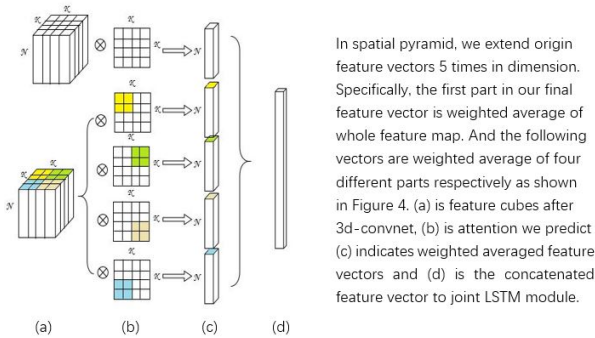 In spatial pyramid, we extend origin
feature vectors 5 times in dimension.
Specifically, the first part in our final
feature vector is weighted average of
whole feature map. And the following
vectors are weighted average of four
different parts respectively as shown
in Figure 4. (a) is feature cubes after
3d-convnet, (b) is attention we predict
(c) indicates weighted averaged feature
vectors and (d) is the concatenated
feature vector to joint LSTM module.
K
K
N
⊗
K
K
N
K
K
N
⊗
K
K
N
⊗
K
K
N
⊗
K
K
N
⊗
K
K
N
(a) (b) (c) (d)